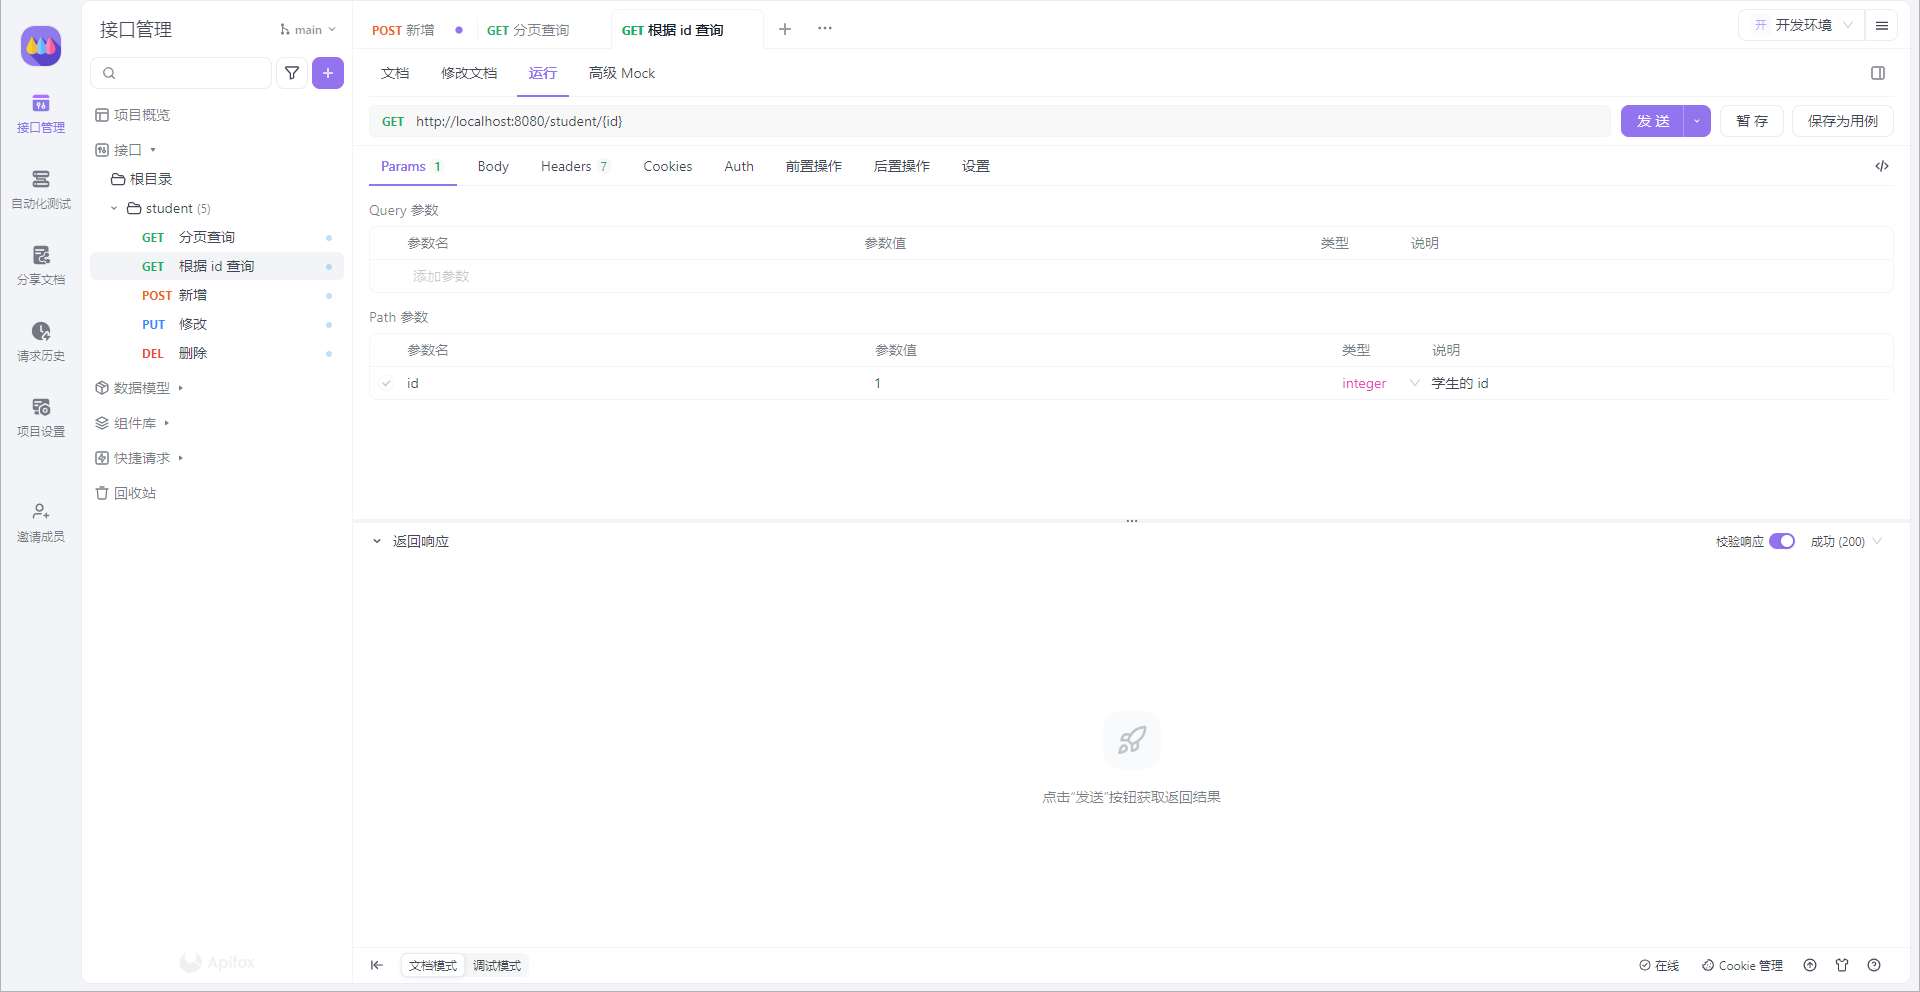 接口管理
自动化测试
分享文档
请求历史
项目设置
邀请成员
接口管理
main
项目概览
接口
根目录
student (5)
GET 分页查询
GET 根据 id 查询
POST 新增
PUT 修改
DEL 删除
数据模型
组件库
快捷请求
回收站
Apifox
POST 新增
GET 分页查询
GET 根据 id 查询
开 开发环境
文档 修改文档 运行 高级 Mock
GET http://localhost:8080/student/{id}
发 送 暂 存 保存为用例
Params 1 Body Headers 7 Cookies Auth 前置操作 后置操作 设置
Query 参数
参数名 参数值 类型 说明
添加参数
Path 参数
参数名 参数值 类型 说明
id 1 integer 学生的 id
返回响应
校验响应 成功 (200)
点击“发送”按钮获取返回结果
文档模式 调试模式
在线 Cookie 管理